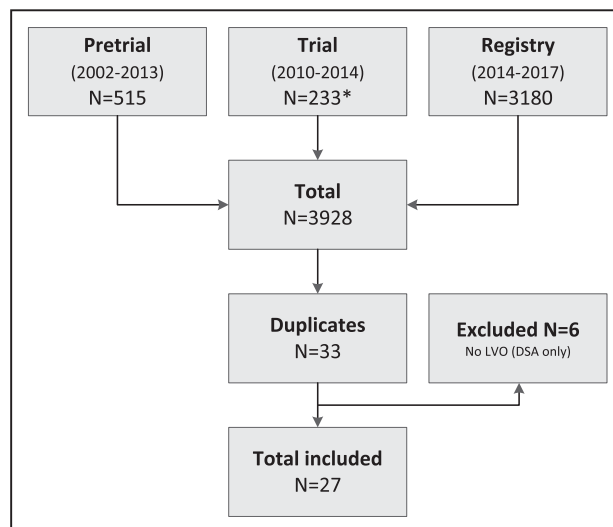 Pretrial
(2002-2013)
N=515
Trial
(2010-2014)
N=233*
Registry
(2014-2017)
N=3180
Total
N=3928
Duplicates
N=33
Excluded N=6
No LVO (DSA only)
Total included
N=27